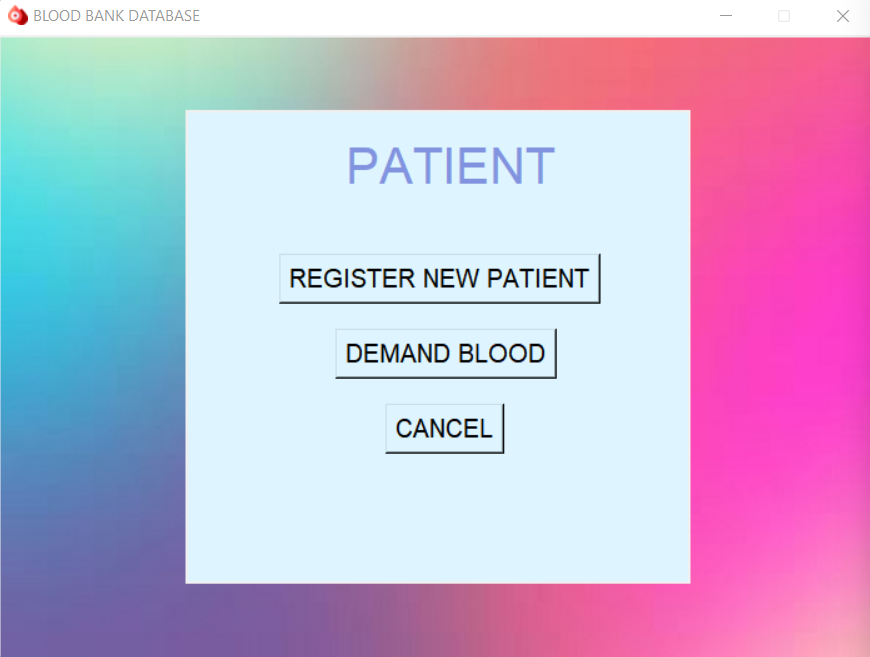 BLOOD BANK DATABASE
PATIENT
REGISTER NEW PATIENT
DEMAND BLOOD
CANCEL